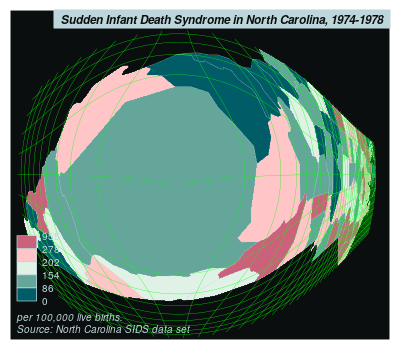 Sudden Infant Death Syndrome in North Carolina, 1974-1978
278
202
154
86
0
per 100,000 live births.
Source: North Carolina SIDS data set